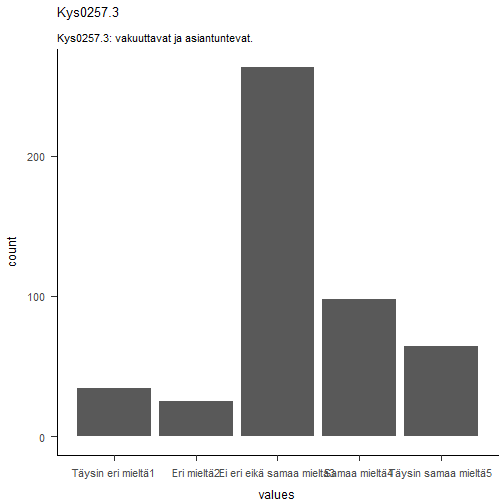 Kys0257.3
Kys0257.3: vakuuttavat ja asiantuntevat.
200
100
0
count
Täysin eri mieltä1 Eri mieltä2 Ei eri eikä samaa mieltä3 Samaa mieltä4 Täysin samaa mieltä5
values